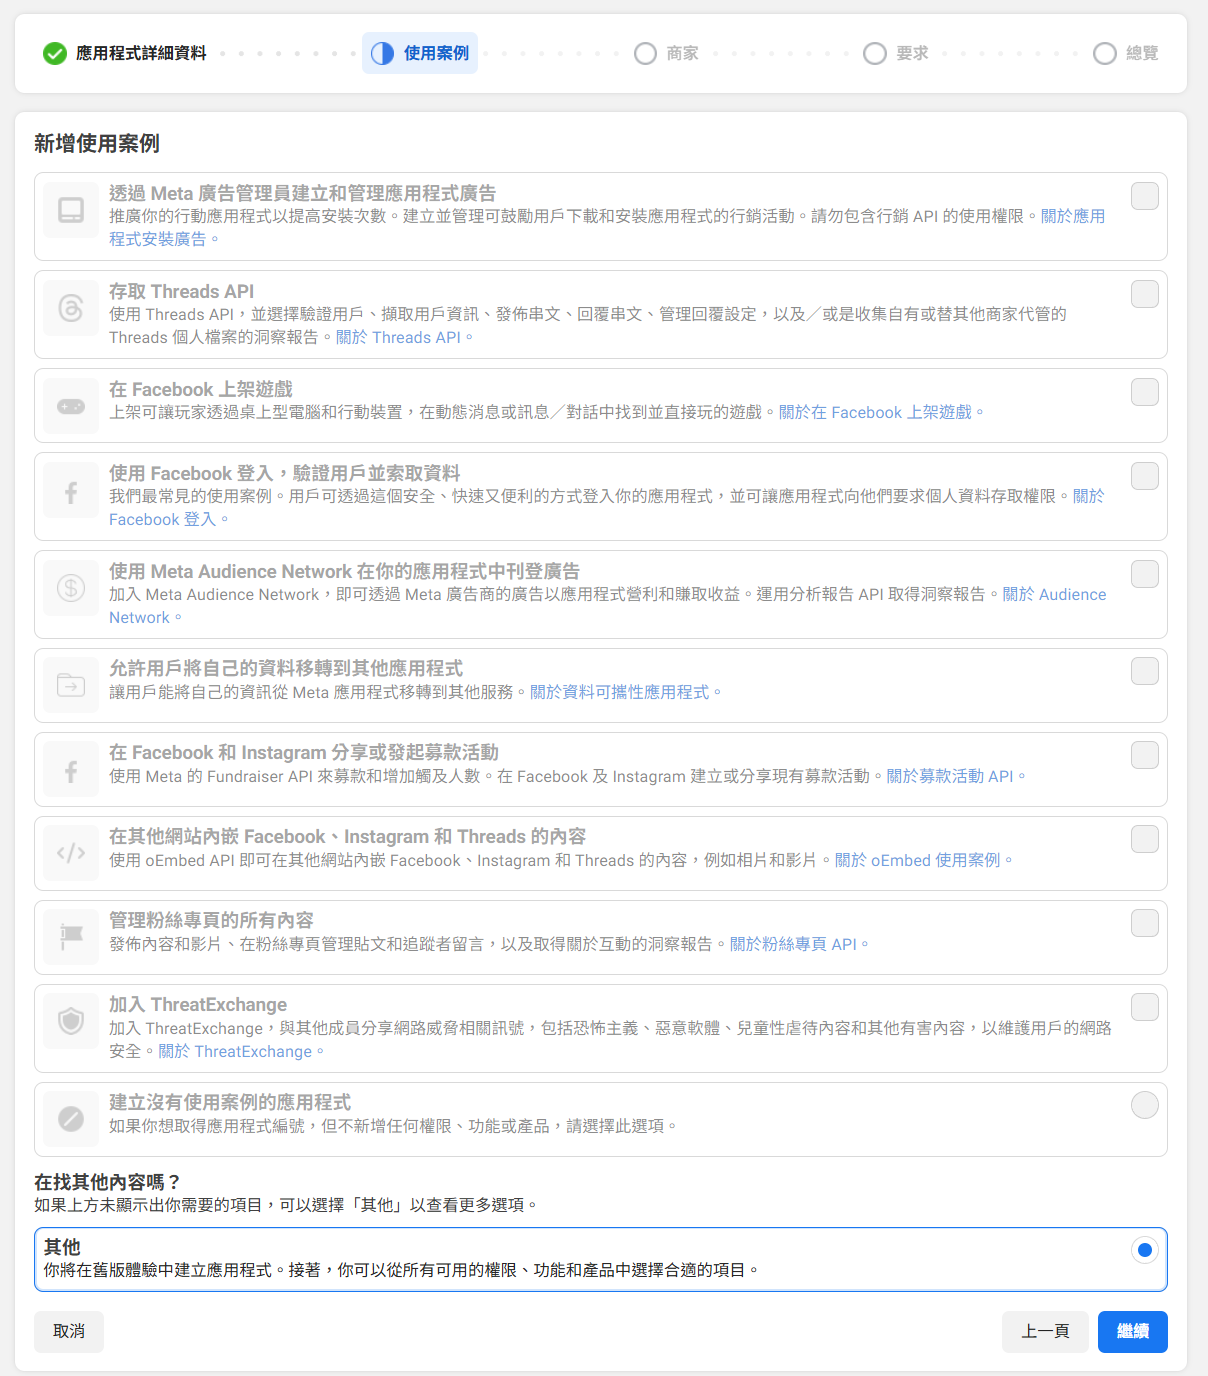 應用程式詳細資料
使用案例
商家
要求
總覽
新增使用案例
透過 Meta 廣告管理員建立和管理應用程式廣告
推廣你的行動應用程式以提高安裝次數。建立並管理可鼓勵用戶下載和安裝應用程式的行銷活動。請勿包含行銷 API 的使用權限。關於應用
程式安裝廣告。
存取 Threads API
使用 Threads API，並選擇驗證用戶、擷取用戶資訊、發佈串文、回覆串文、管理回覆設定，以及／或是收集自有或替其他商家代管的
Threads 個人檔案的洞察報告。關於 Threads API。
在 Facebook 上架遊戲
上架可讓玩家透過桌上型電腦和行動裝置，在動態消息或訊息／對話中找到並直接玩的遊戲。關於在 Facebook 上架遊戲。
使用 Facebook 登入，驗證用戶並索取資料
我們最常見的使用案例。用戶可透過這個安全、快速又便利的方式登入你的應用程式，並可讓應用程式向他們要求個人資料存取權限。關於
Facebook 登入。
使用 Meta Audience Network 在你的應用程式中刊登廣告
加入 Meta Audience Network，即可透過 Meta 廣告商的廣告以應用程式營利和賺取收益。運用分析報告 API 取得洞察報告。關於 Audience
Network。
允許用戶將自己的資料移轉到其他應用程式
讓用戶能將自己的資訊從 Meta 應用程式移轉到其他服務。關於資料可攜性應用程式。
在 Facebook 和 Instagram 分享或發起募款活動
使用 Meta 的 Fundraiser API 來募款和增加觸及人數。在 Facebook 及 Instagram 建立或分享現有募款活動。關於募款活動 API。
在其他網站內嵌 Facebook、Instagram 和 Threads 的內容
使用 oEmbed API 即可在其他網站內嵌 Facebook、Instagram 和 Threads 的內容，例如相片和影片。關於 oEmbed 使用案例。
管理粉絲專頁的所有內容
發佈內容和影片、在粉絲專頁管理貼文和追蹤者留言，以及取得關於互動的洞察報告。關於粉絲專頁 API。
加入 ThreatExchange
加入 ThreatExchange，與其他成員分享網路威脅相關訊號，包括恐怖主義、惡意軟體、兒童性虐待內容和其他有害內容，以維護用戶的網路
安全。關於 ThreatExchange。
建立沒有使用案例的應用程式
如果你想取得應用程式編號，但不新增任何權限、功能或產品，請選擇此選項。
在找其他內容嗎？
如果上方未顯示出你需要的項目，可以選擇「其他」以查看更多選項。
其他
你將在舊版體驗中建立應用程式。接著，你可以從所有可用的權限、功能和產品中選擇合適的項目。
取消
上一頁
繼續